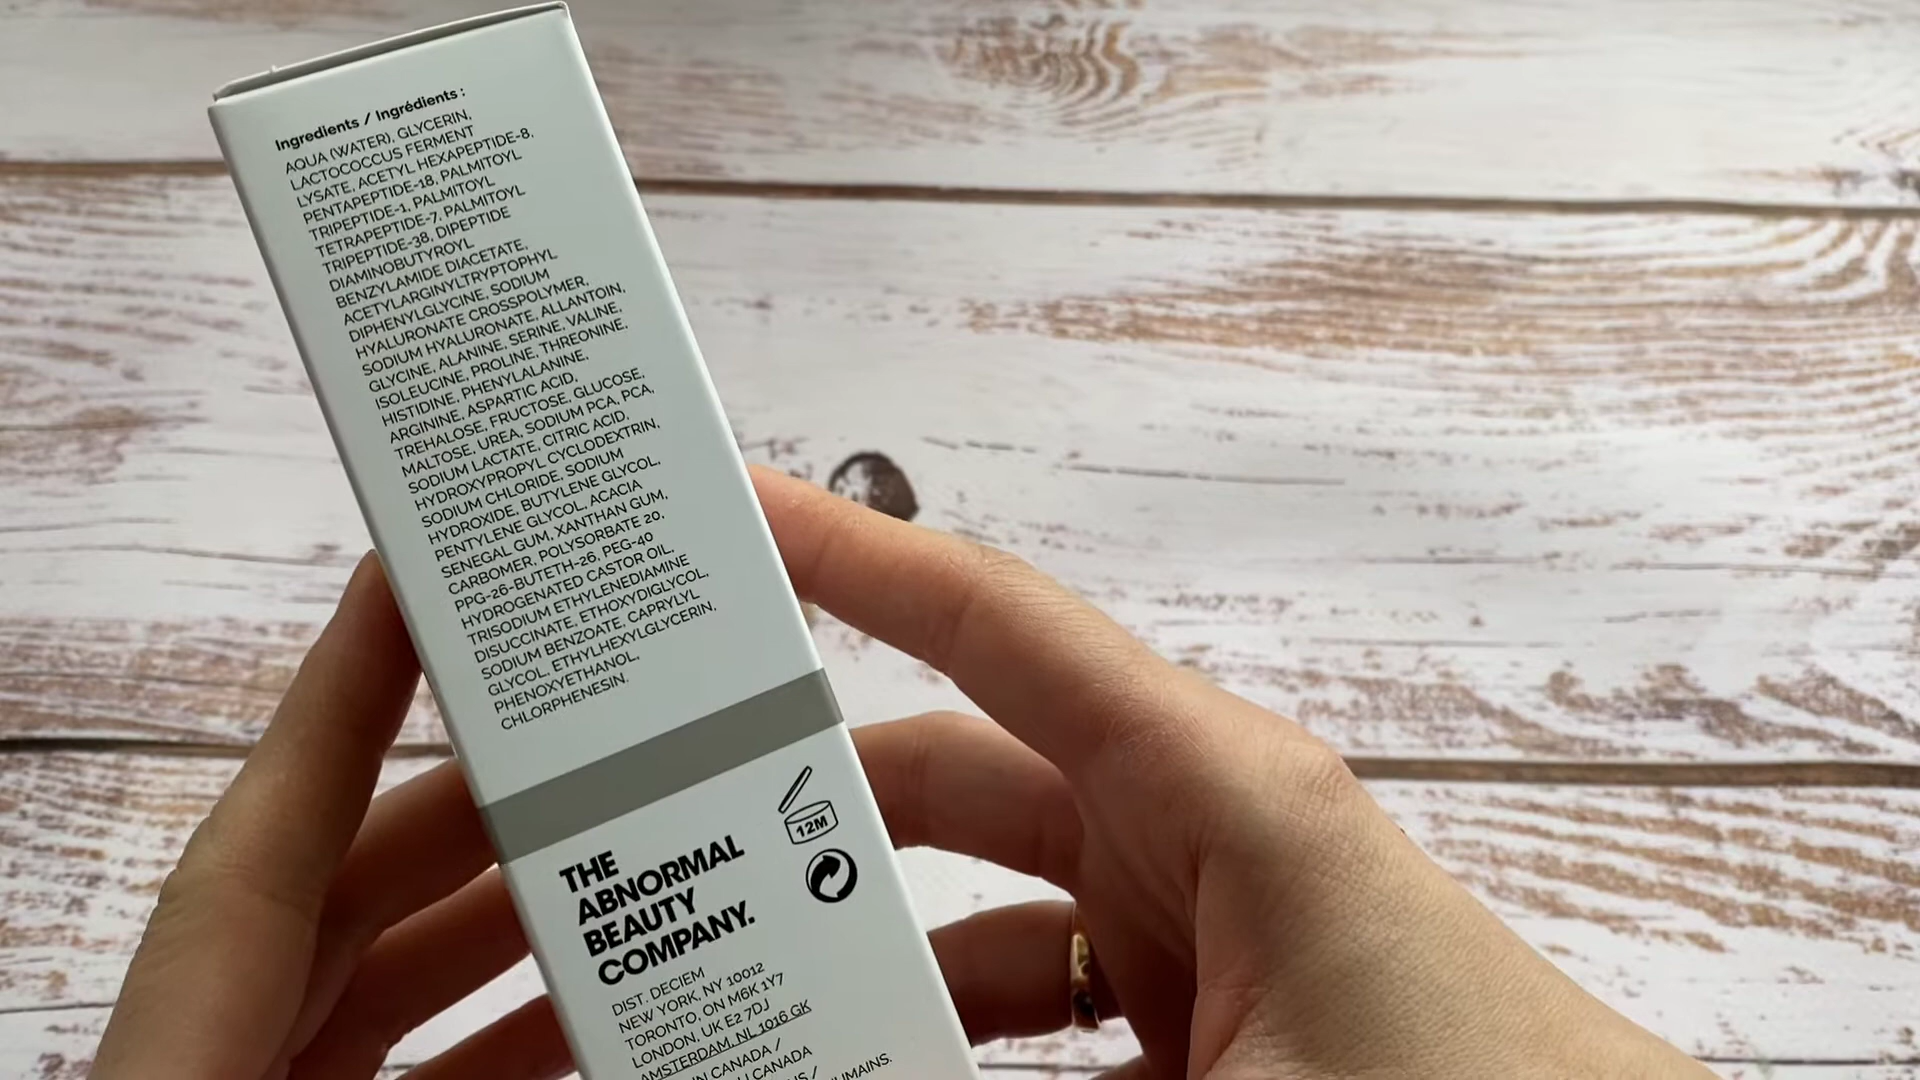 Ingredients / Ingrédients :
AQUA (WATER), GLYCERIN,
LACTOCOCCUS FERMENT
LYSATE, ACETYL HEXAPEPTIDE-8,
PENTAPEPTIDE-18, PALMITOYL
TRIPEPTIDE-1, PALMITOYL
TETRAPEPTIDE-7, PALMITOYL
TRIPEPTIDE-38, DIPEPTIDE
DIAMINOBUTYROYL
BENZYLAMIDE DIACETATE,
ACETYLARGINYLTRYPTOPHYL
DIPHENYLGLYCINE, SODIUM
HYALURONATE CROSSPOLYMER,
SODIUM HYALURONATE, ALLANTOIN,
GLYCINE, ALANINE, SERINE, VALINE,
ISOLEUCINE, PROLINE, THREONINE,
HISTIDINE, PHENYLALANINE,
ARGININE, ASPARTIC ACID,
TREHALOSE, FRUCTOSE, GLUCOSE,
MALTOSE, UREA, SODIUM PCA, PCA,
SODIUM LACTATE, CITRIC ACID,
HYDROXYPROPYL CYCLODEXTRIN,
SODIUM CHLORIDE, SODIUM
HYDROXIDE, BUTYLENE GLYCOL,
PENTYLENE GLYCOL, ACACIA
SENEGAL GUM, XANTHAN GUM,
CARBOMER, POLYSORBATE 20,
PPG-26-BUTETH-26, PEG-40
HYDROGENATED CASTOR OIL,
TRISODIUM ETHYLENEDIAMINE
DISUCCINATE, ETHOXYDIGLYCOL,
SODIUM BENZOATE, CAPRYLYL
GLYCOL, ETHYLHEXYLGLYCERIN,
PHENOXYETHANOL,
CHLORPHENESIN.
12M
THE
ABNORMAL
BEAUTY
COMPANY.
DIST. DECIEM
NEW YORK, NY 10012
TORONTO, ON M6K 1Y7
LONDON, UK E2 7DJ
AMSTERDAM, NL 1016 GK
IN CANADA /
CANADA